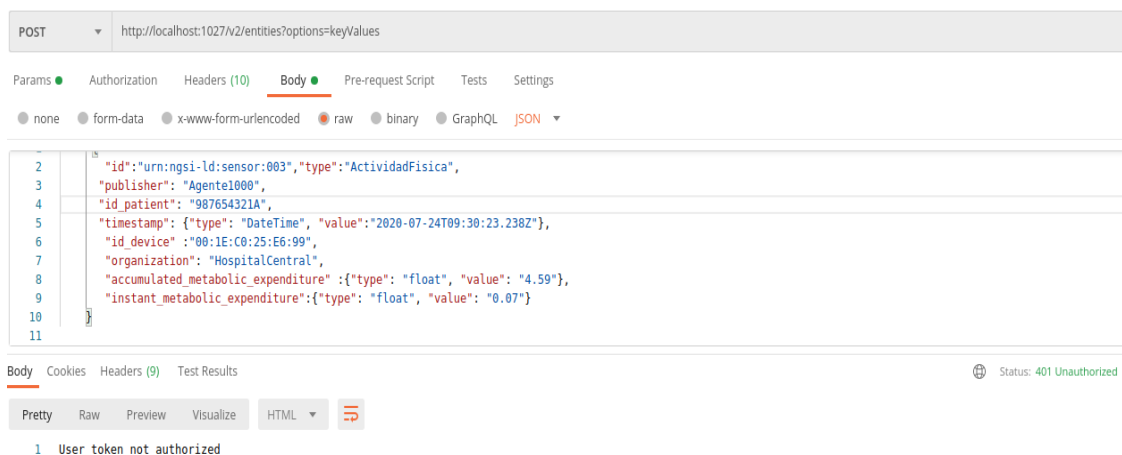 POST http://localhost:1027/v2/entities?options=keyValues
Params Authorization Headers (10) Body Pre-request Script Tests Settings
none form-data x-www-form-urlencoded raw binary GraphQL JSON
2 "id":"urn:ngsi-ld:sensor:003","type":"ActividadFisica",
3 "publisher": "Agente1000",
4 "id_patient": "987654321A",
5 "timestamp": {"type": "DateTime", "value":"2020-07-24T09:30:23.238Z"},
6 "id_device" :"00:1E:C0:25:E6:99",
7 "organization": "HospitalCentral",
8 "accumulated_metabolic_expenditure" :{"type": "float", "value": "4.59"},
9 "instant_metabolic_expenditure":{"type": "float", "value": "0.07"}
10 }
11
Body Cookies Headers (9) Test Results Status: 401 Unauthorized
Pretty Raw Preview Visualize HTML
1 User token not authorized